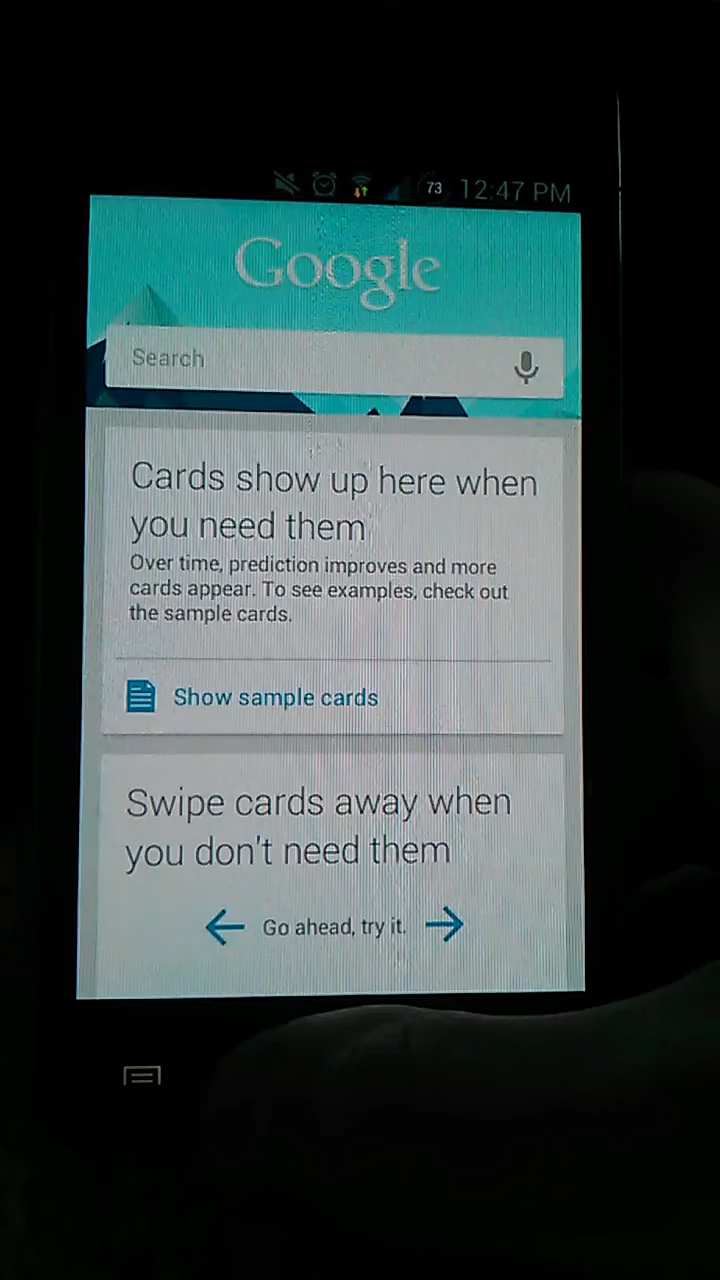 73 12:47 PM
Google
Search
Cards show up here when
you need them
Over time, prediction improves and more
cards appear. To see examples, check out
the sample cards.
Show sample cards
Swipe cards away when
you don't need them
Go ahead, try it.